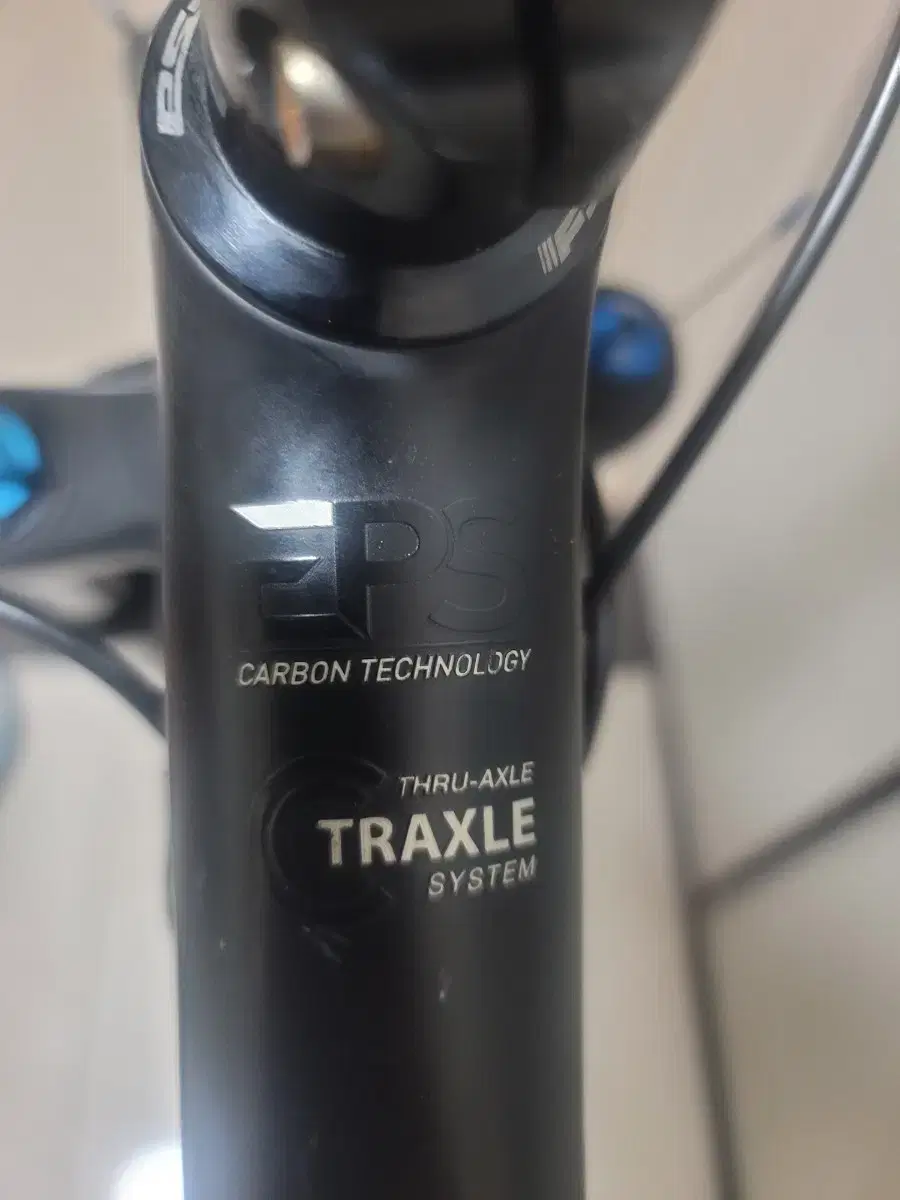 EPS
CARBON TECHNOLOGY
THRU-AXLE
TRAXLE
SYSTEM